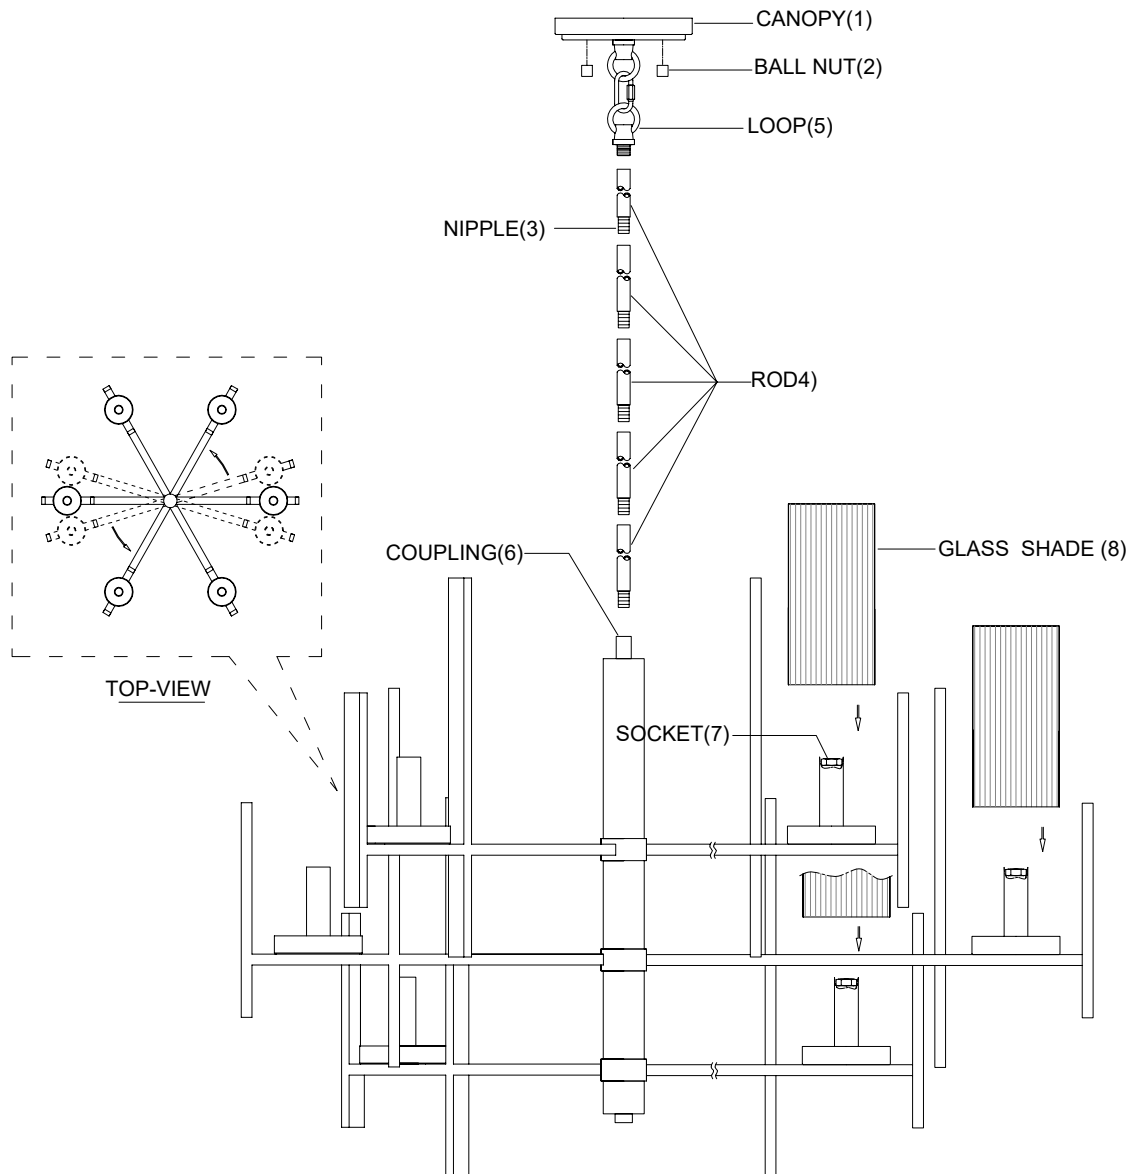 CANOPY(1)
BALL NUT(2)
LOOP(5)
NIPPLE(3)
ROD4)
COUPLING(6)
GLASS SHADE (8)
TOP-VIEW
SOCKET(7)